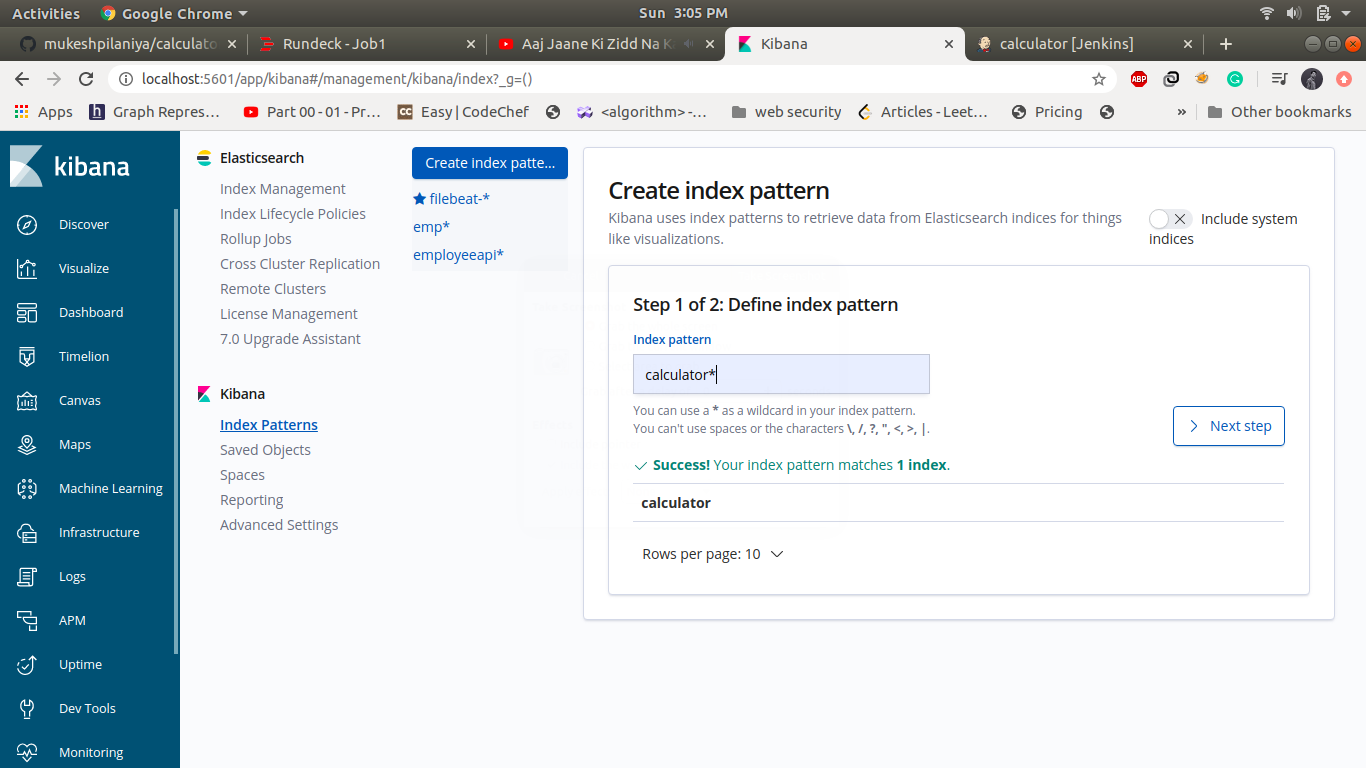 Activities Google Chrome Sun 3:05 PM
mukeshpilaniya/calculato Rundeck - Job1 Aaj Jaane Ki Zidd Na K Kibana calculator [Jenkins]
localhost:5601/app/kibana#/management/kibana/index?_g=() ABP
Apps h Graph Repres... Part 00 - 01 - Pr... CC Easy | CodeChef <algorithm> -... web security Articles - Leet... Pricing » Other bookmarks
kibana
Discover
Visualize
Dashboard
Timelion
Canvas
Maps
Machine Learning
Infrastructure
Logs
APM
Uptime
Dev Tools
Monitoring
Elasticsearch
Index Management
Index Lifecycle Policies
Rollup Jobs
Cross Cluster Replication
Remote Clusters
License Management
7.0 Upgrade Assistant
Kibana
Index Patterns
Saved Objects
Spaces
Reporting
Advanced Settings
Create index patte...
filebeat-*
emp*
employeeapi*
Create index pattern
Kibana uses index patterns to retrieve data from Elasticsearch indices for things
like visualizations.
Include system
indices
Step 1 of 2: Define index pattern
Index pattern
calculator*
You can use a * as a wildcard in your index pattern.
You can't use spaces or the characters \, /, ?, ", <, >, |.
Next step
Success! Your index pattern matches 1 index.
calculator
Rows per page: 10